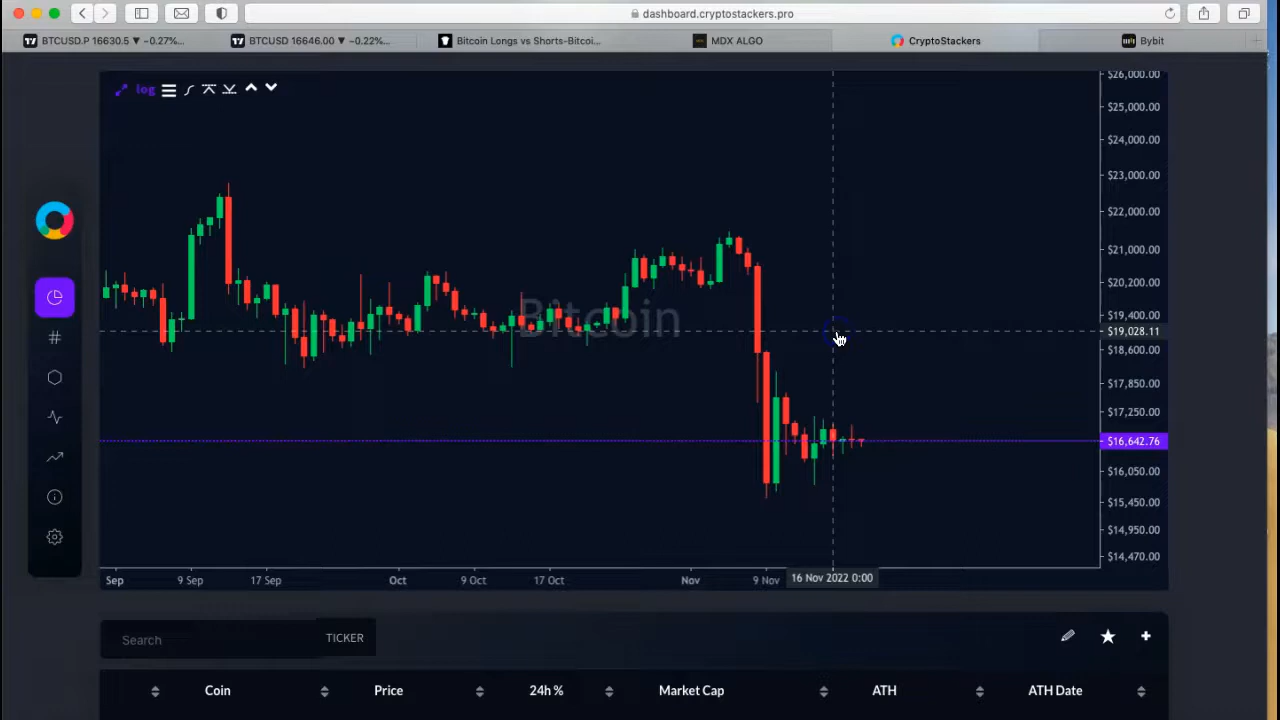 dashboard.cryptostackers.pro
BTCUSD.P 16630.5 ▼ −0.27%...
BTCUSD 16646.00 ▼ −0.22%...
Bitcoin Longs vs Shorts-Bitcoi...
MDX ALGO
CryptoStackers
Bybit
log
$26,000.00
$25,000.00
$24,000.00
$23,000.00
$22,000.00
$21,000.00
$20,200.00
$19,400.00
Bitcoin
$19,028.11
$18,600.00
$17,850.00
$17,250.00
$16,642.76
$16,050.00
$15,450.00
$14,950.00
$14,470.00
Sep 9 Sep 17 Sep Oct 9 Oct 17 Oct Nov 9 Nov 16 Nov 2022 0:00
Search TICKER
Coin Price 24h % Market Cap ATH ATH Date